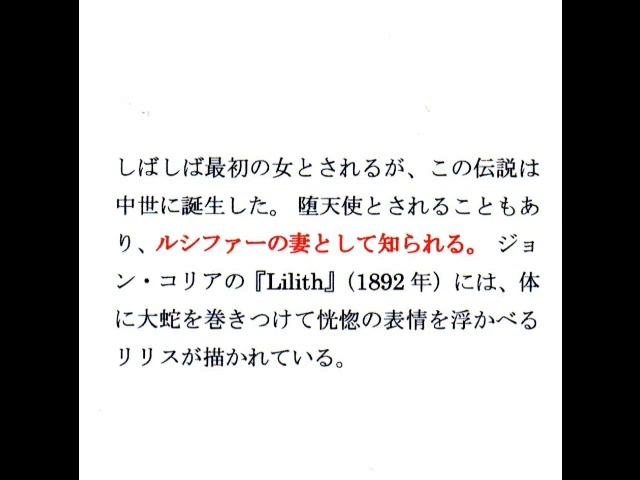 しばしば最初の女とされるが、この伝説は
中世に誕生した。 堕天使とされることもあ
り、ルシファーの妻として知られる。 ジョ
ン・コリアの『Lilith』（1892 年）には、体
に大蛇を巻きつけて恍惚の表情を浮かべる
リリスが描かれている。